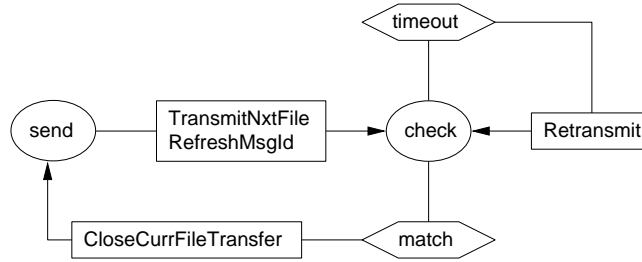 timeout
send
TransmitNxtFile
RefreshMsgId
check
Retransmit
CloseCurrFileTransfer
match